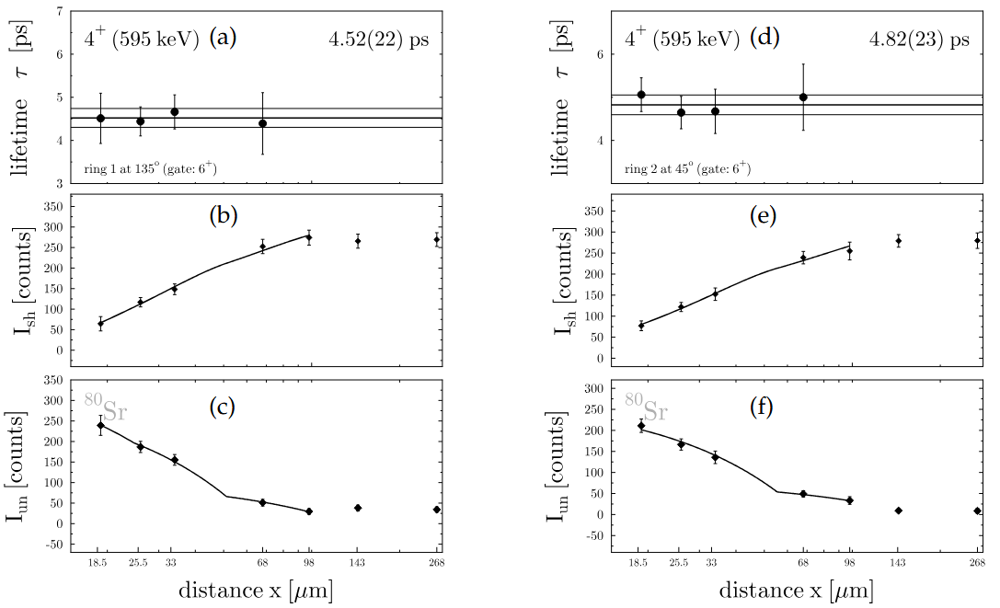 4⁺ (595 keV) (a) 4.52(22) ps
lifetime τ [ps]
7
6
5
4
3
ring 1 at 135° (gate: 6⁺)
(b)
I_sh [counts]
350
300
250
200
150
100
50
0
⁸⁰Sr (c)
I_un [counts]
350
300
250
200
150
100
50
0
-50
18.5 25.5 33 68 98 143 268
distance x [μm]
4⁺ (595 keV) (d) 4.82(23) ps
lifetime τ [ps]
6
4
ring 2 at 45° (gate: 6⁺)
(e)
I_sh [counts]
350
300
250
200
150
100
50
0
⁸⁰Sr (f)
I_un [counts]
300
250
200
150
100
50
0
-50
18.5 25.5 33 68 98 143 268
distance x [μm]